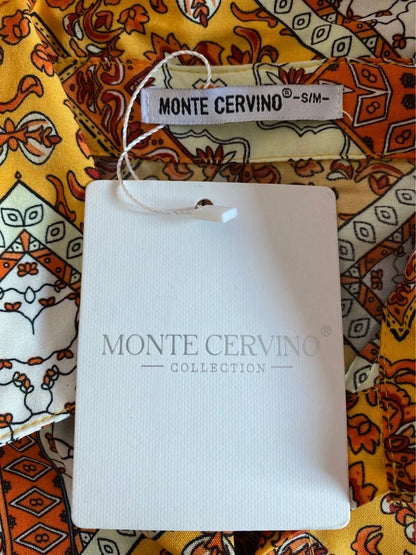 MONTE CERVINO® -S/M-
MONTE CERVINO®
— COLLECTION —